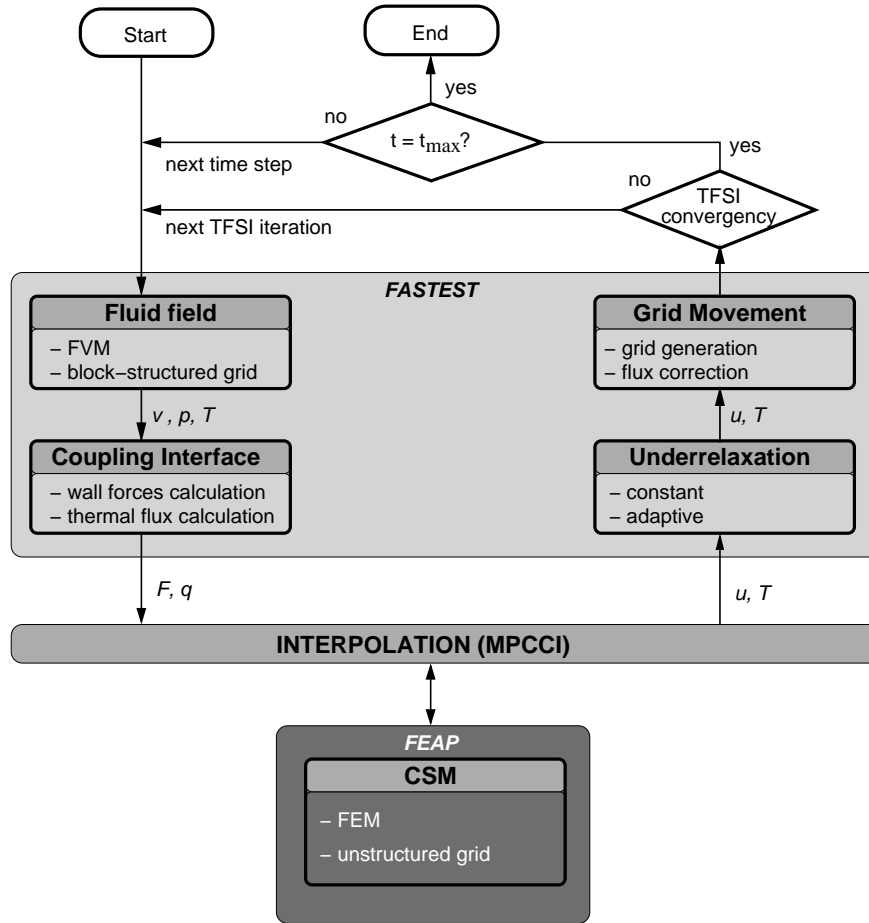 Start
End
yes
no
t = tmax?
next time step
yes
no
TFSI
convergency
next TFSI iteration
FASTEST
Fluid field
– FVM
– block–structured grid
Grid Movement
– grid generation
– flux correction
v , p, T
u, T
Coupling Interface
– wall forces calculation
– thermal flux calculation
Underrelaxation
– constant
– adaptive
F, q
u, T
INTERPOLATION (MPCCI)
FEAP
CSM
– FEM
– unstructured grid